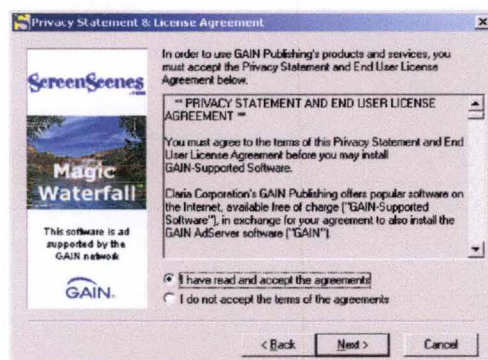 Privacy Statement & License Agreement
ScreenScenes
.com
Magic
Waterfall
This software is ad
supported by the
GAIN network
GAIN.
In order to use GAIN Publishing's products and services, you
must accept the Privacy Statement and End User License
Agreement below.
** PRIVACY STATEMENT AND END USER LICENSE
AGREEMENT **
You must agree to the terms of this Privacy Statement and End
User License Agreement before you may install
GAIN-Supported Software.
Claria Corporation's GAIN Publishing offers popular software on
the Internet, available free of charge ("GAIN-Supported
Software"), in exchange for your agreement to also install the
GAIN AdServer software ("GAIN").
I have read and accept the agreements
I do not accept the terms of the agreements
< Back
Next >
Cancel